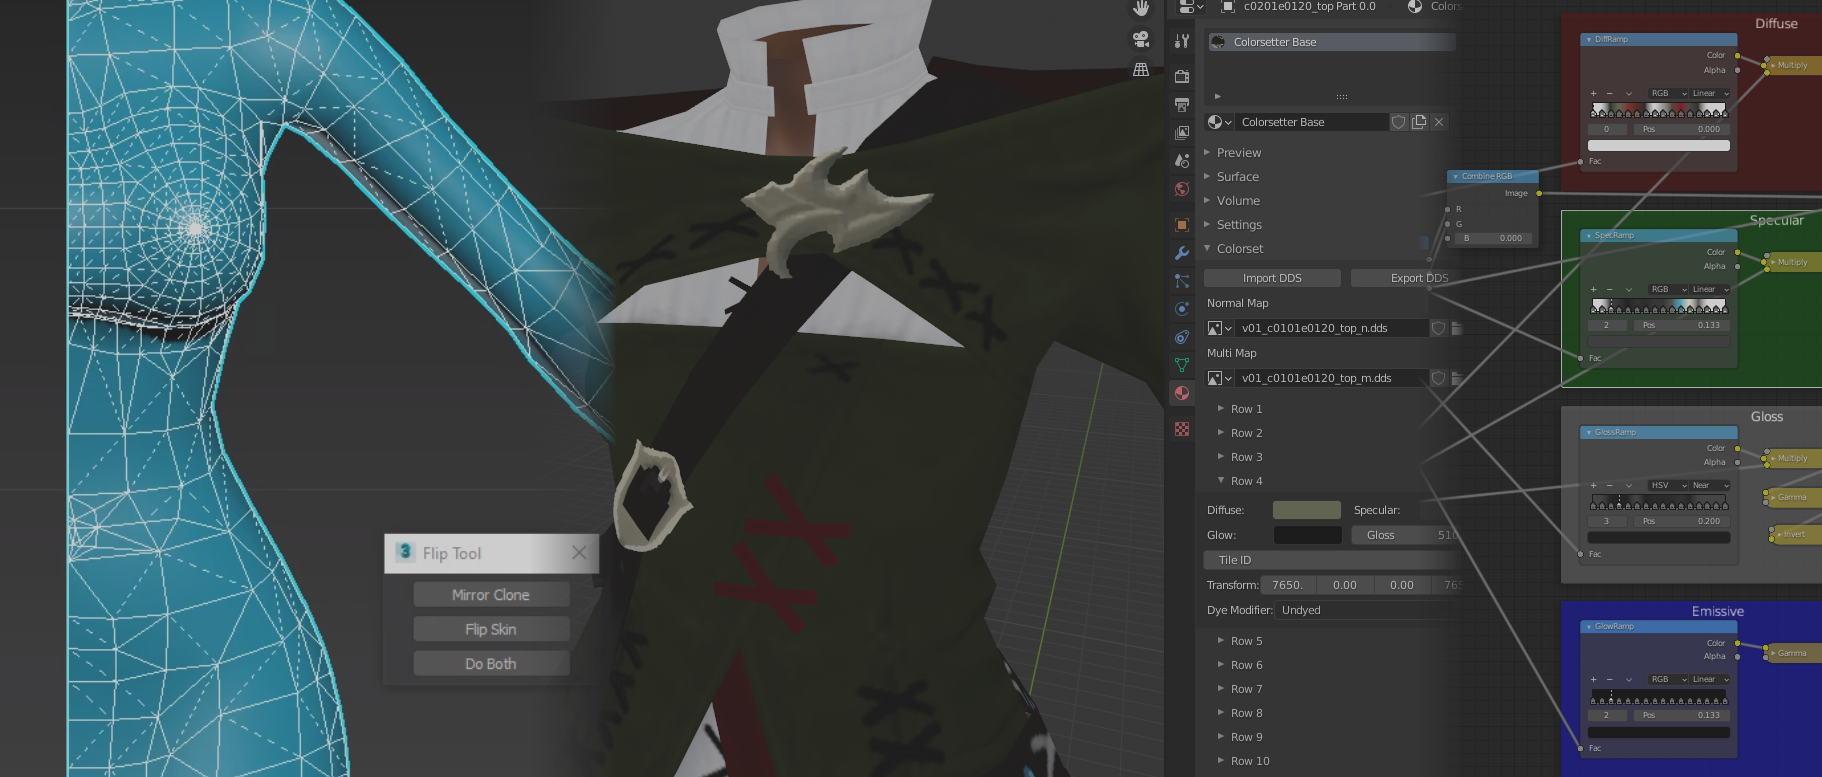 3 Flip Tool
Mirror Clone
Flip Skin
Do Both
c0201e0120_top Part 0.0
Colors
Colorsetter Base
Colorsetter Base
Preview
Surface
Volume
Settings
Colorset
Import DDS
Export DDS
Normal Map
v01_c0101e0120_top_n.dds
Multi Map
v01_c0101e0120_top_m.dds
Row 1
Row 2
Row 3
Row 4
Diffuse:
Specular:
Glow:
Gloss 510
Tile ID
Transform: 7650. 0.00 0.00 765
Dye Modifier: Undyed
Row 5
Row 6
Row 7
Row 8
Row 9
Row 10
Combine RGB
Image
R
G
B 0.000
Diffuse
DiffRamp
Color
Alpha
Multiply
+ − RGB Linear
0 Pos 0.000
Fac
Specular
SpecRamp
Color
Alpha
Multiply
+ − RGB Linear
2 Pos 0.133
Fac
Gloss
GlossRamp
Color
Alpha
Multiply
+ − HSV Near
Gamma
3 Pos 0.200
Invert
Fac
Emissive
GlowRamp
Color
Alpha
Gamma
+ − RGB Linear
2 Pos 0.133
Fac